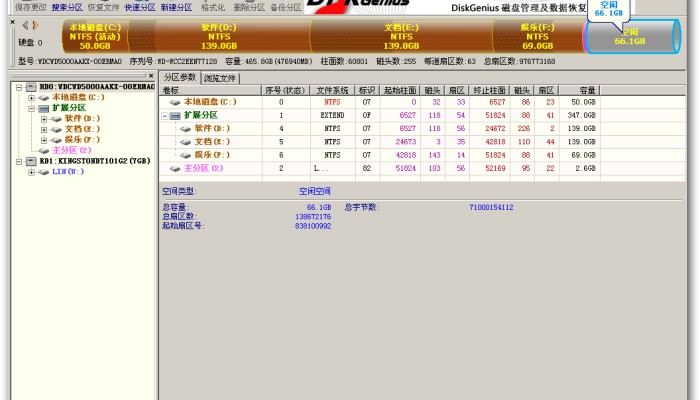 保存更改 搜索分区 恢复文件 快速分区 新建分区 格式化 删除分区 备份分区
DiskGenius 磁盘管理及数据恢复
空闲
66.1GB
硬盘 0
本地磁盘(C:)
NTFS (活动)
50.0GB
软件(D:)
NTFS
139.0GB
文档(E:)
NTFS
139.0GB
娱乐(F:)
NTFS
69.0GB
空闲
66.1GB
容量:465.8GB(476940MB) 柱面数:60801 磁头数:255 每道扇区数:63 总扇区数:976773168
HD0:WDCWD5000AAKX-00ERMA0
本地磁盘(C:)
扩展分区
软件(D:)
文档(E:)
娱乐(F:)
主分区(2)
RD1:KINGSTONDT101G2(7GB)
分区参数 浏览文件
卷标 序号(状态) 文件系统 标识 起始柱面 磁头 扇区 终止柱面 磁头 扇区 容量
本地磁盘(C:) 0 NTFS 07 0 32 33 6527 86 23 50.0GB
扩展分区 1 EXTEND 0F 6527 118 54 51824 88 41 347.0GB
软件(D:) 4 NTFS 07 6527 118 56 24672 226 2 139.0GB
文档(E:) 5 NTFS 07 24673 3 35 42818 110 44 139.0GB
娱乐(F:) 6 NTFS 07 42818 143 14 51824 88 41 69.0GB
主分区(2) 2 L... 82 51824 103 56 52169 95 22 2.6GB
空间类型: 空闲空间
总容量: 66.1GB 总字节数: 71000154112
总扇区数: 138672176
起始扇区号: 838100992